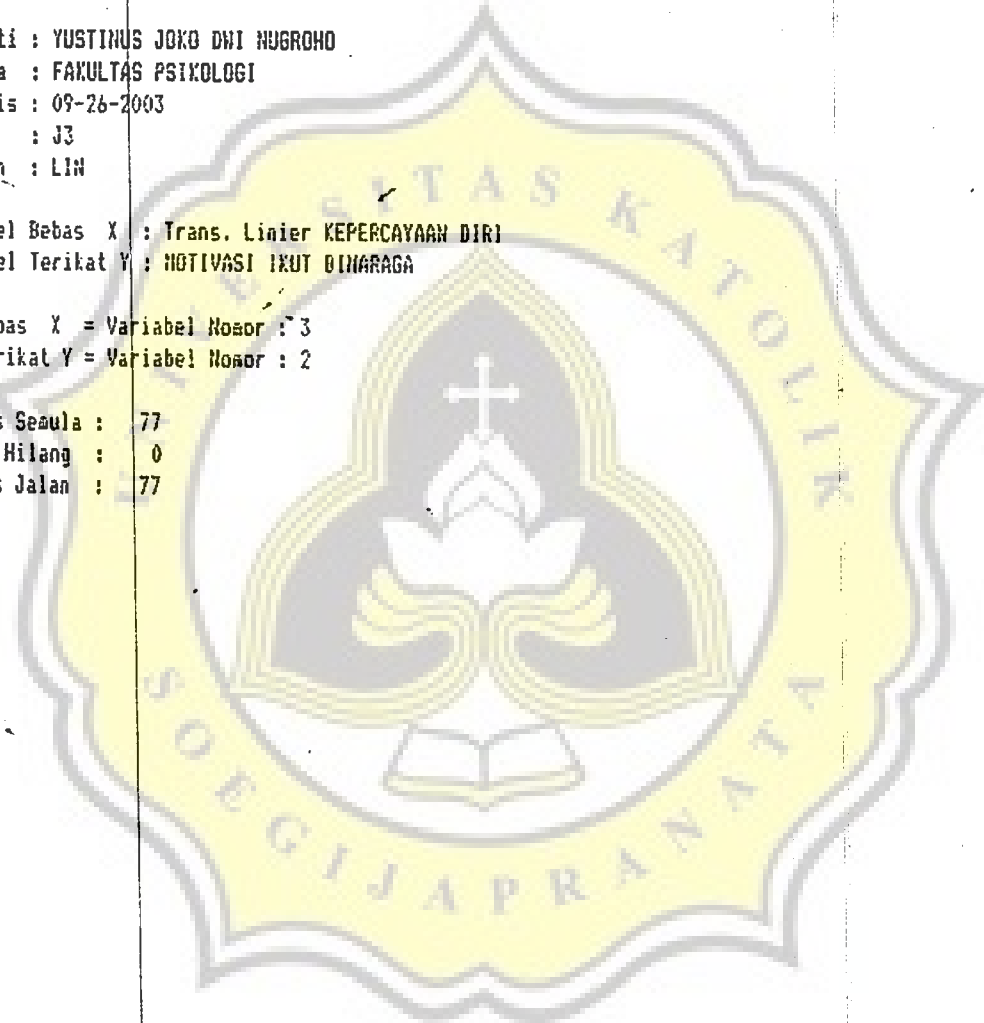 ti : YUSTINUS JOKO DWI NUGROHO
a : FAKULTAS PSIKOLOGI
is : 09-26-2003
: J3
: LIN
el Bebas X : Trans. Linier KEPERCAYAAN DIRI
el Terikat Y : MOTIVASI IKUT BINARAGA
bas X = Variabel Nomor : 3
rikat Y = Variabel Nomor : 2
s Semula : 77
Hilang : 0
s Jalan : 77
UNIVERSITAS KATOLIK
SOEGIJAPRANATA